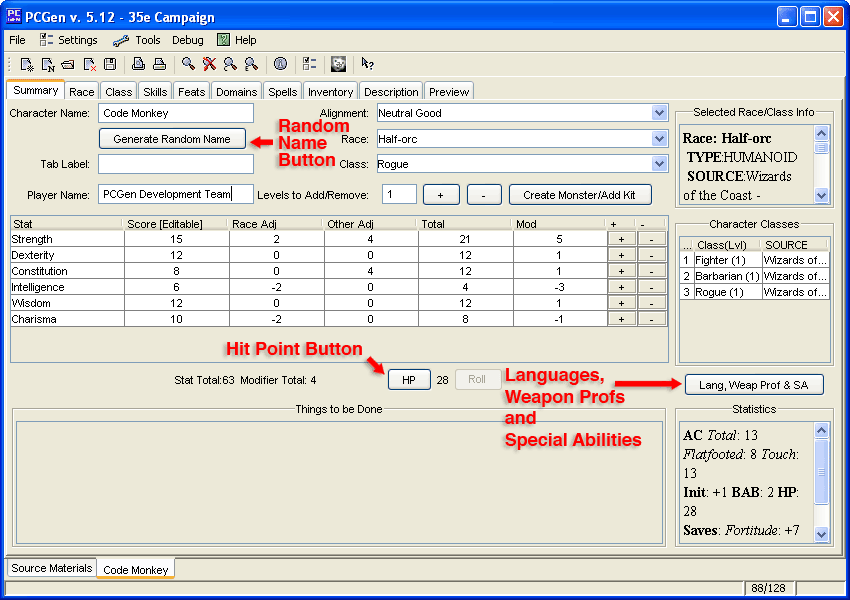 PCGen v. 5.12 - 35e Campaign
File Settings Tools Debug Help
Summary Race Class Skills Feats Domains Spells Inventory Description Preview
Character Name: Code Monkey Alignment: Neutral Good
Generate Random Name Random Name Button Race: Half-orc
Tab Label: Class: Rogue
Player Name: PCGen Development Team Levels to Add/Remove: 1 + - Create Monster/Add Kit
Selected Race/Class Info
Race: Half-orc
TYPE:HUMANOID
SOURCE:Wizards
of the Coast -
Stat Score [Editable] Race Adj Other Adj Total Mod + -
Strength 15 2 4 21 5 + -
Dexterity 12 0 0 12 1 + -
Constitution 8 0 4 12 1 + -
Intelligence 6 -2 0 4 -3 + -
Wisdom 12 0 0 12 1 + -
Charisma 10 -2 0 8 -1 + -
Character Classes
... Class(Lvl) SOURCE
1 Fighter (1) Wizards of...
2 Barbarian (1) Wizards of...
3 Rogue (1) Wizards of...
Hit Point Button
Stat Total:63 Modifier Total: 4 HP 28 Roll
Languages,
Weapon Profs
and
Special Abilities
Lang, Weap Prof & SA
Things to be Done
Statistics
AC Total: 13
Flatfooted: 8 Touch:
13
Init: +1 BAB: 2 HP:
28
Saves: Fortitude: +7
Source Materials Code Monkey
88/128